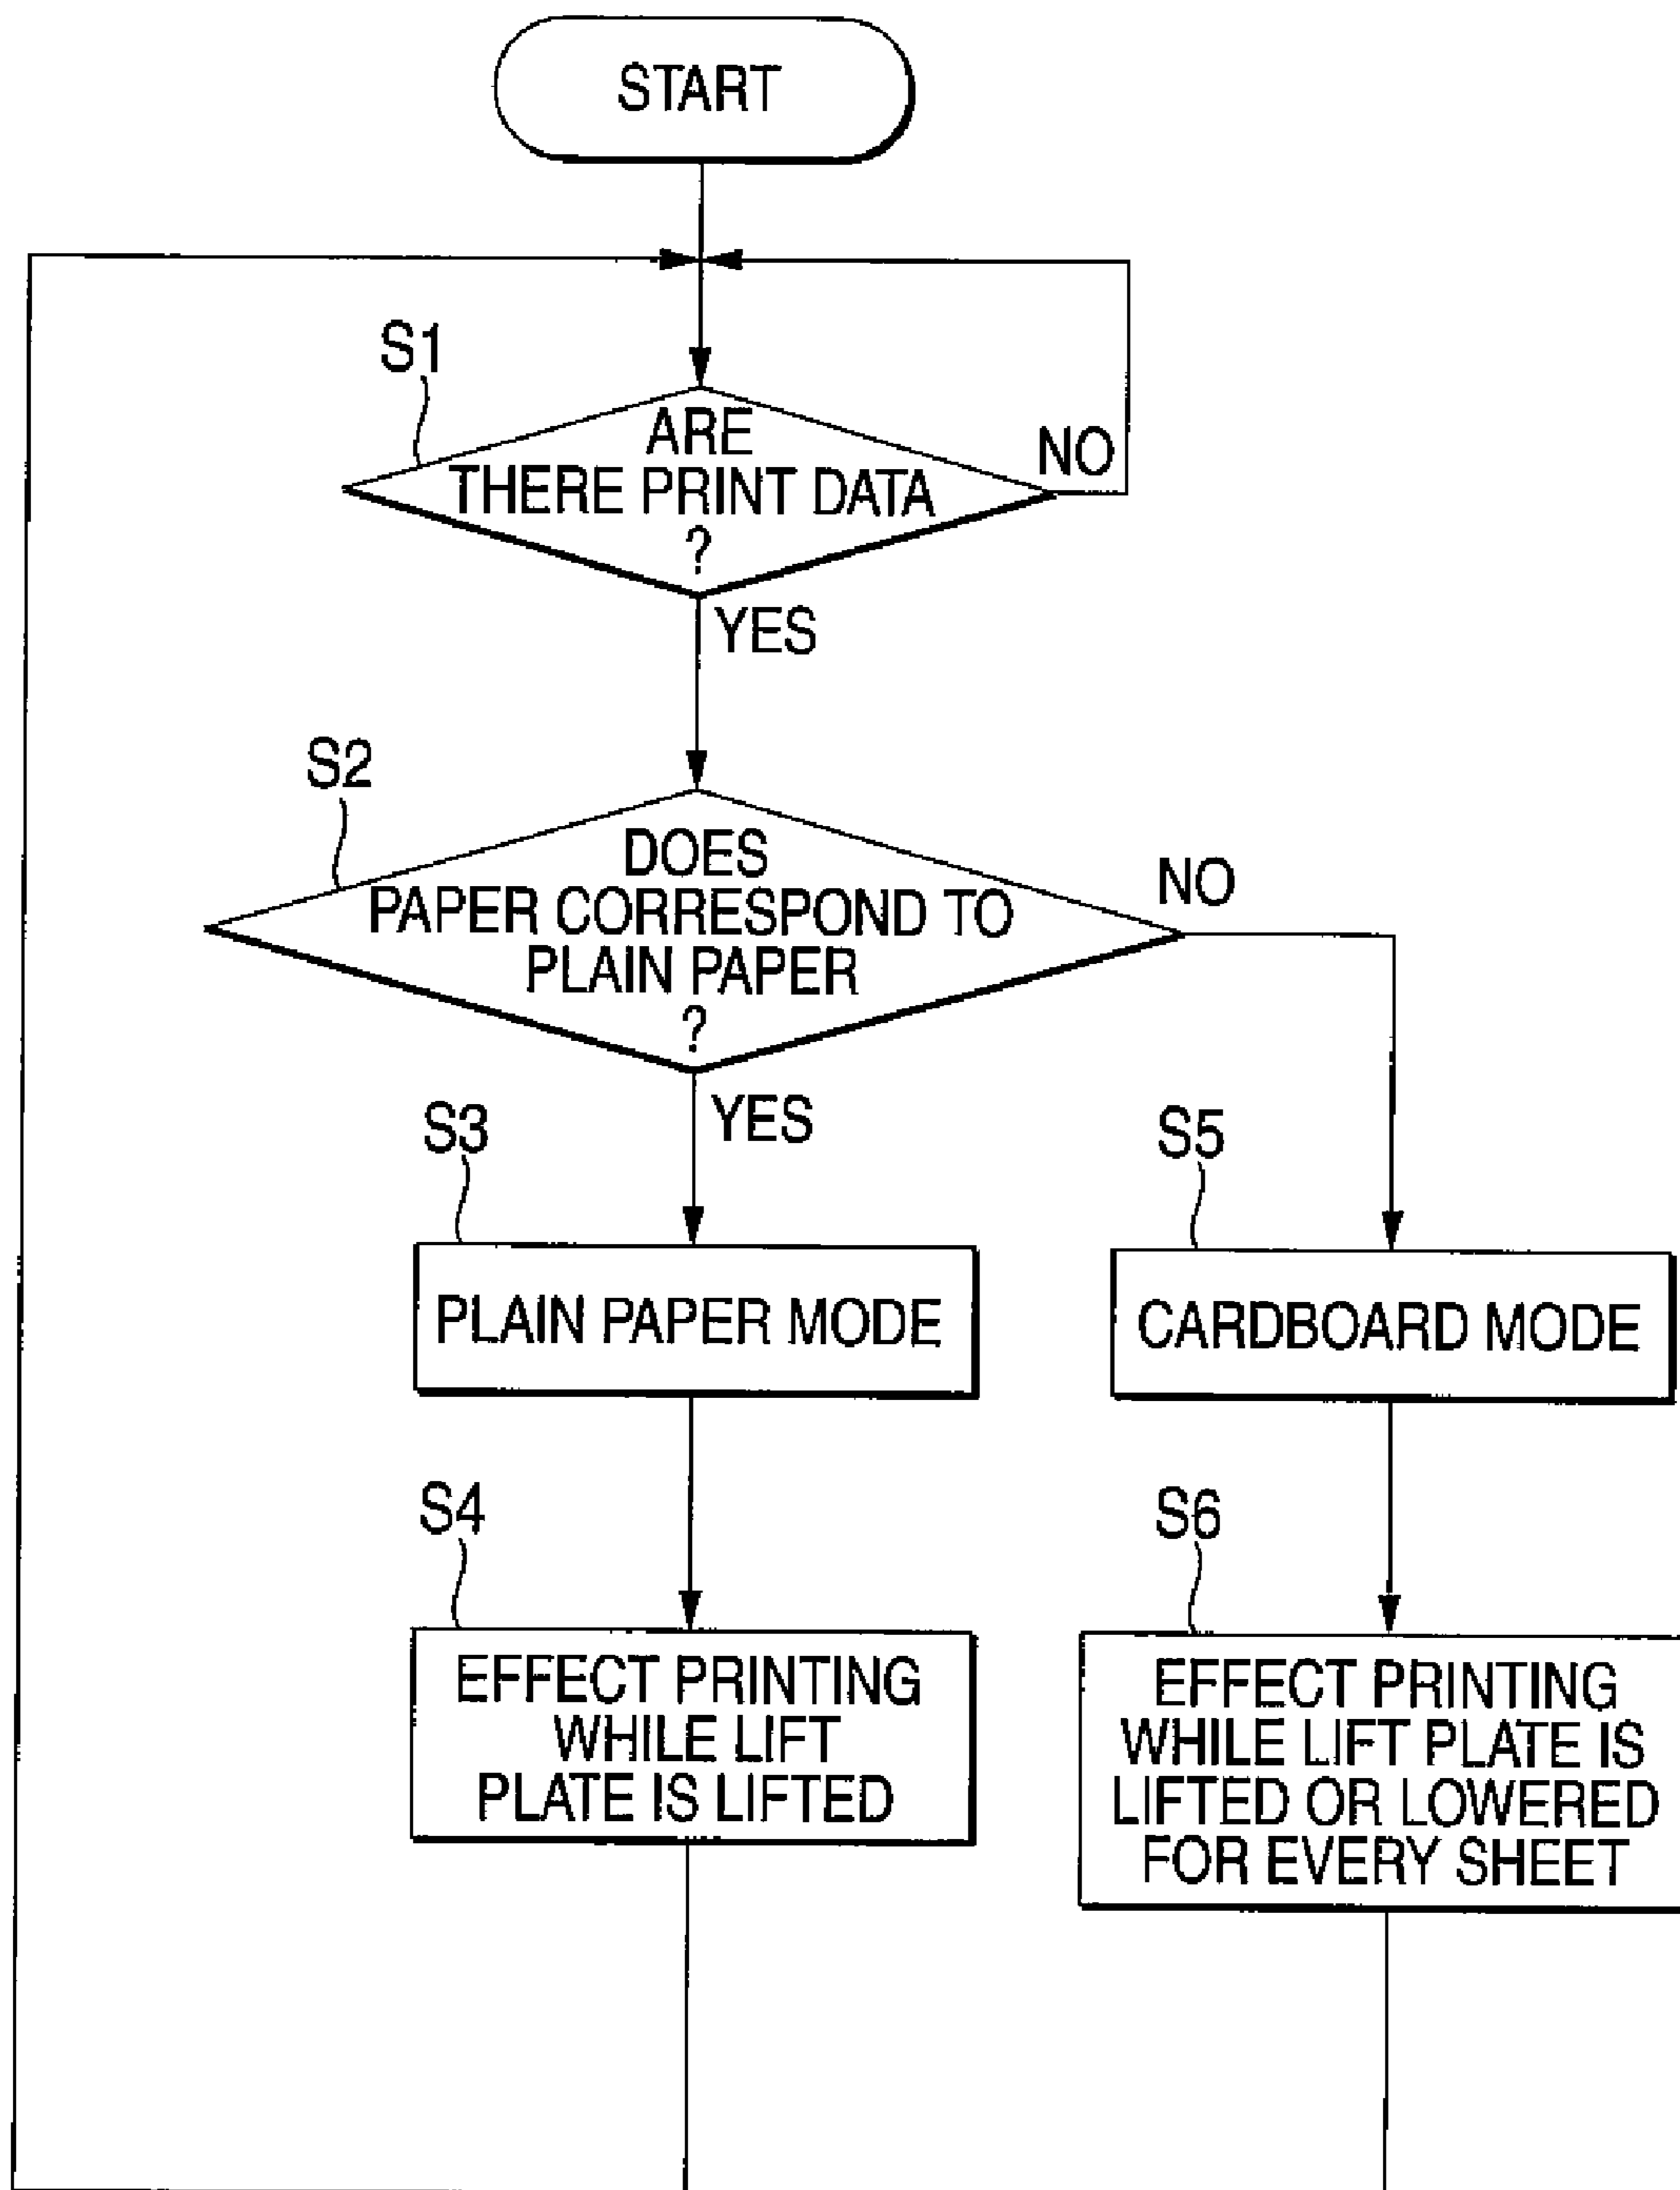 START
S1
ARE
THERE PRINT DATA
?
NO
YES
S2
DOES
PAPER CORRESPOND TO
PLAIN PAPER
?
NO
YES
S3
PLAIN PAPER MODE
S5
CARDBOARD MODE
S4
EFFECT PRINTING
WHILE LIFT
PLATE IS LIFTED
S6
EFFECT PRINTING
WHILE LIFT PLATE IS
LIFTED OR LOWERED
FOR EVERY SHEET